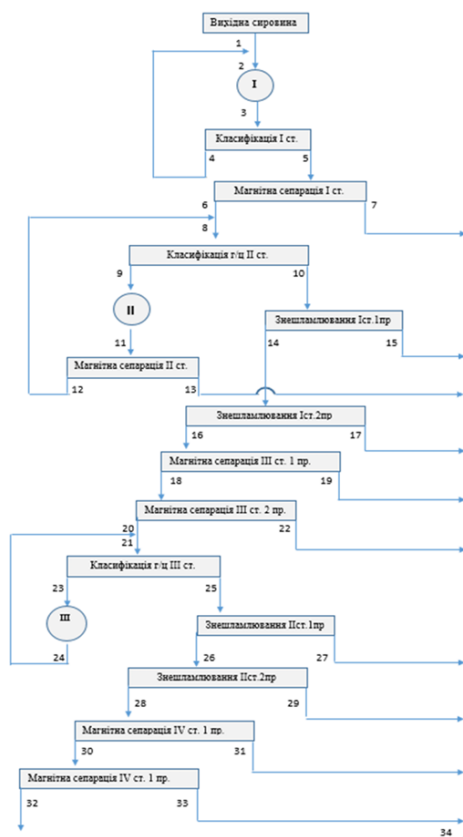 Вихідна сировина
1
2
I
3
Класифікація I ст.
4 5
Магнітна сепарація I ст.
6 7
8
Класифікація г/ц II ст.
9 10
II
Знешламлювання Iст.1пр
11 14 15
Магнітна сепарація II ст.
12 13
Знешламлювання Iст.2пр
16 17
Магнітна сепарація III ст. 1 пр.
18 19
Магнітна сепарація III ст. 2 пр.
20 22
21
Класифікація г/ц III ст.
23 25
III
Знешламлювання IIст.1пр
24 26 27
Знешламлювання IIст.2пр
28 29
Магнітна сепарація IV ст. 1 пр.
30 31
Магнітна сепарація IV ст. 1 пр.
32 33
34